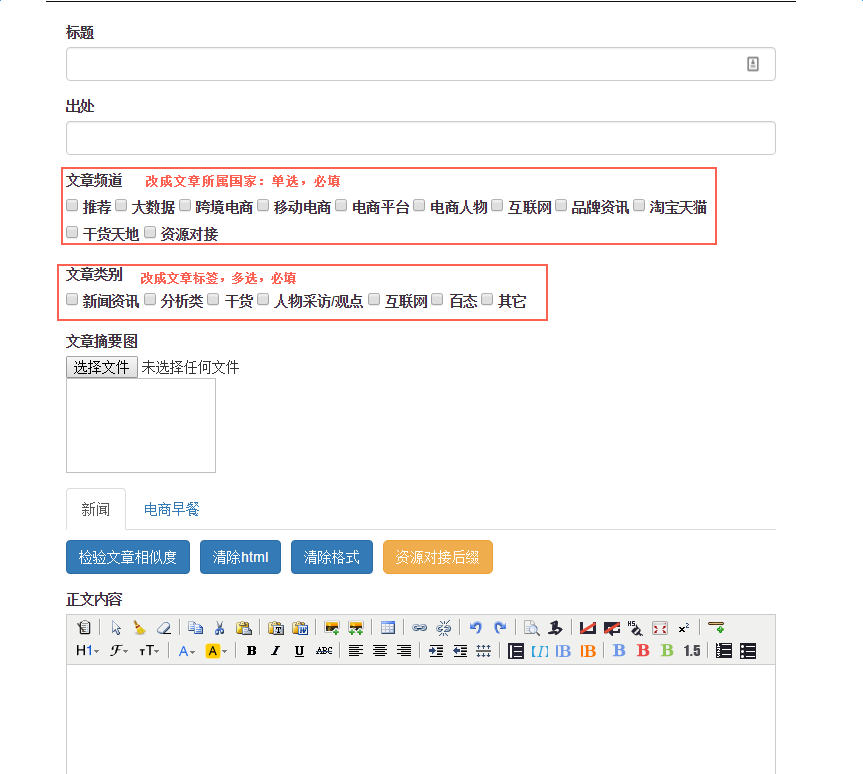 标题
出处
文章频道 改成文章所属国家：单选，必填
推荐 大数据 跨境电商 移动电商 电商平台 电商人物 互联网 品牌资讯 淘宝天猫
干货天地 资源对接
文章类别 改成文章标签，多选，必填
新闻资讯 分析类 干货 人物采访/观点 互联网 百态 其它
文章摘要图
选择文件 未选择任何文件
新闻 电商早餐
检验文章相似度 清除html 清除格式 资源对接后缀
正文内容
H1 F тT A A B I U ABC B B B B B 1.5